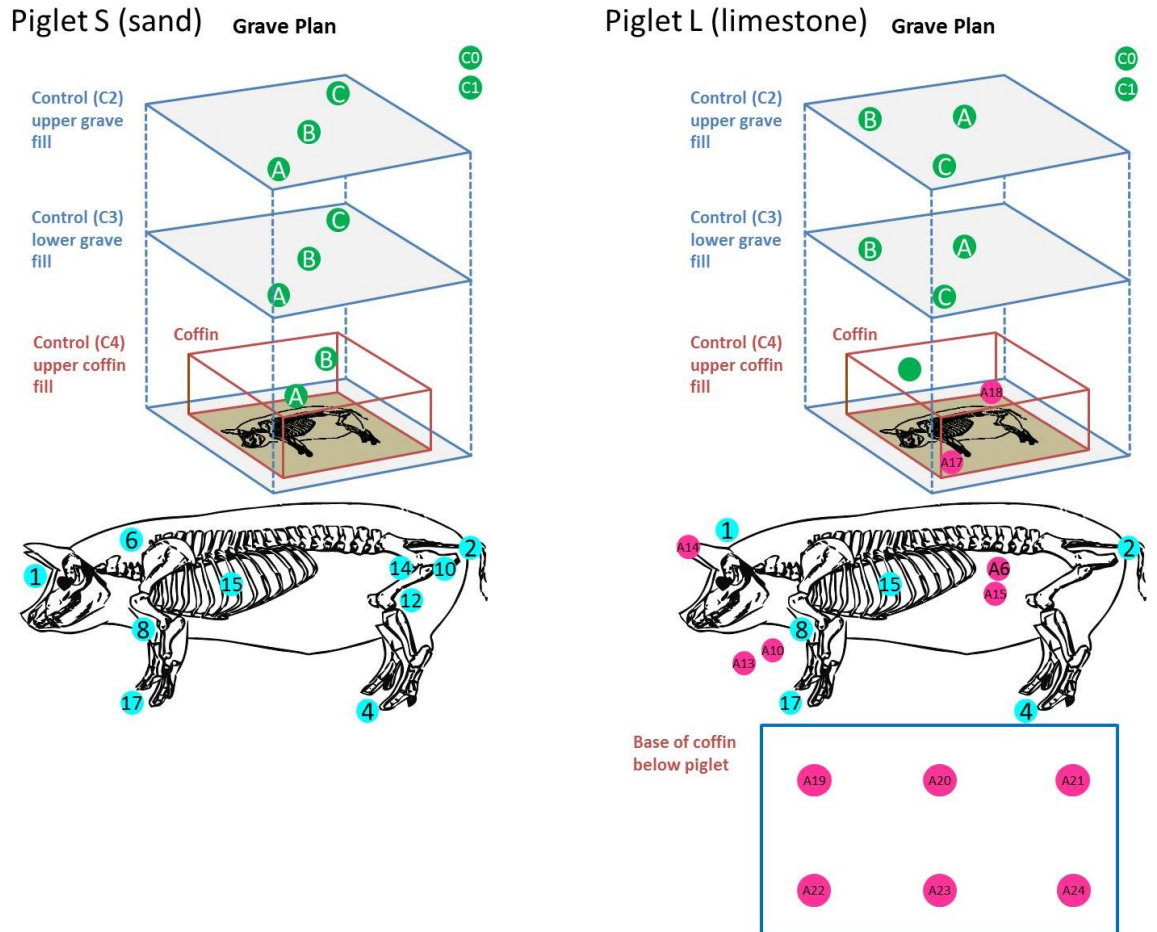 Piglet S (sand) Grave Plan
C0
C1
Control (C2)
upper grave
fill
C
B
A
Control (C3)
lower grave
fill
C
B
A
Control (C4)
upper coffin
fill
Coffin
B
A
1
6
2
14
10
15
12
8
17
4
Piglet L (limestone) Grave Plan
C0
C1
Control (C2)
upper grave
fill
B
A
C
Control (C3)
lower grave
fill
B
A
C
Control (C4)
upper coffin
fill
Coffin
A18
A17
1
A14
2
A6
15
A15
8
A10
A13
17
4
Base of coffin
below piglet
A19 A20 A21
A22 A23 A24